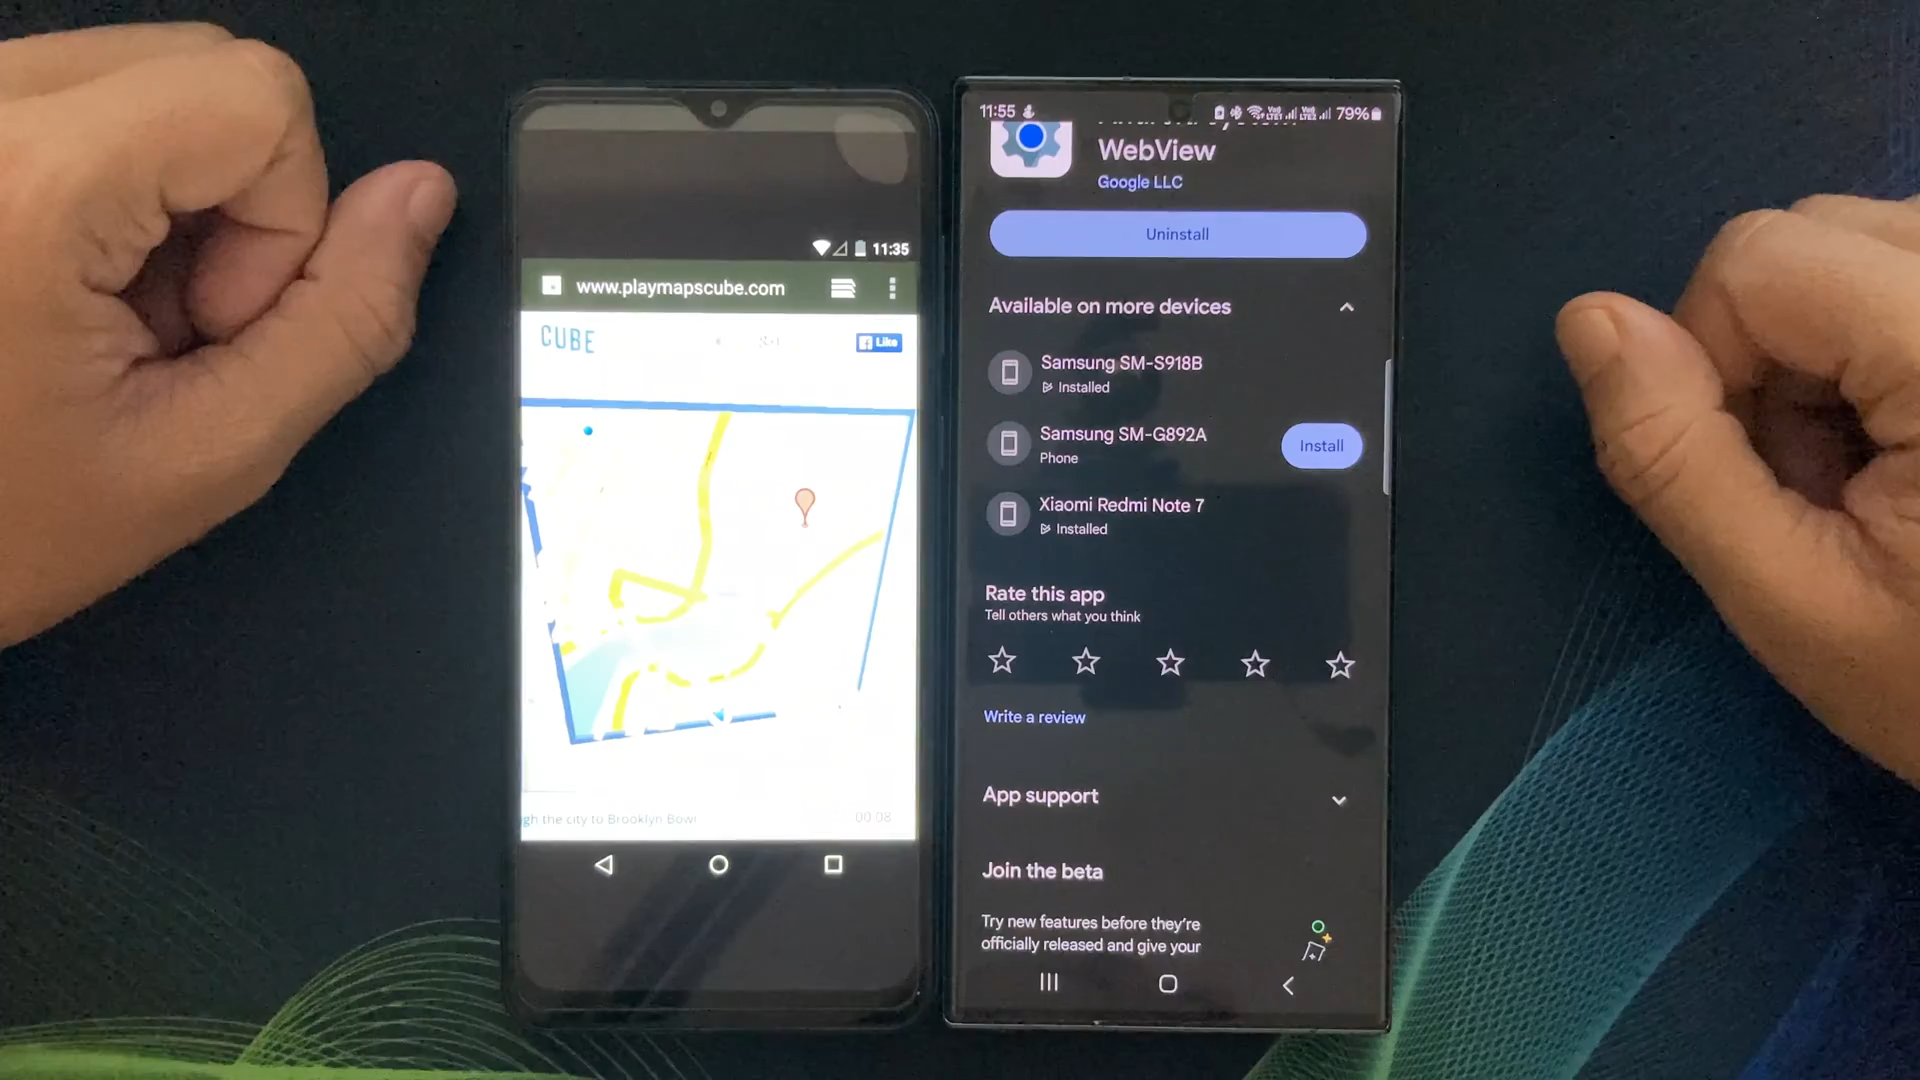 11:35
www.playmapscube.com
CUBE
Like
gh the city to Brooklyn Bowl
00 08
11:55
79%
WebView
Google LLC
Uninstall
Available on more devices
Samsung SM-S918B
Installed
Samsung SM-G892A
Phone
Install
Xiaomi Redmi Note 7
Installed
Rate this app
Tell others what you think
Write a review
App support
Join the beta
Try new features before they're
officially released and give your